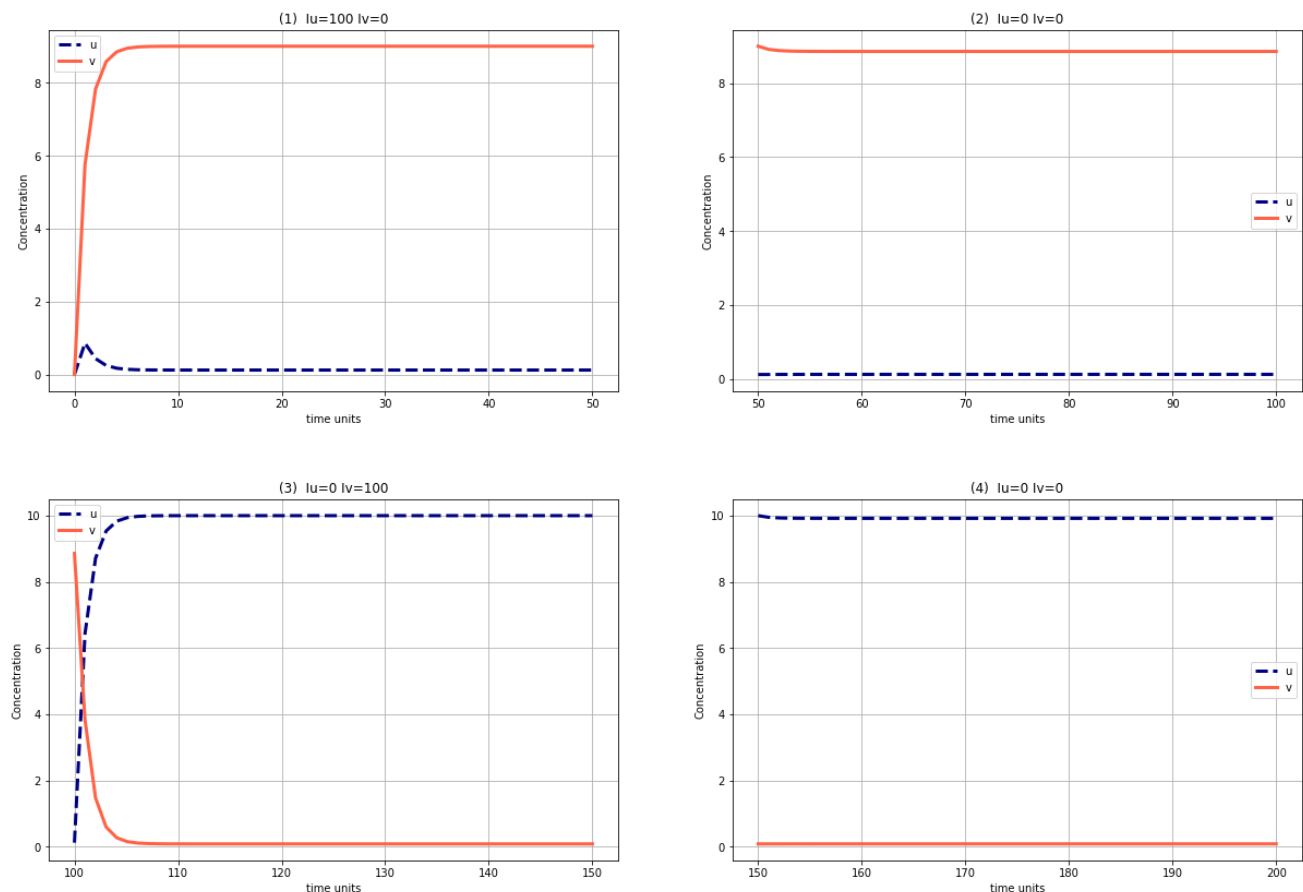 (1)  Iu=100 Iv=0
u
v
8
6
4
2
0
Concentration
0
10
20
30
40
50
time units
(2)  Iu=0 Iv=0
u
v
8
6
4
2
0
Concentration
50
60
70
80
90
100
time units
(3)  Iu=0 Iv=100
u
v
10
8
6
4
2
0
Concentration
100
110
120
130
140
150
time units
(4)  Iu=0 Iv=0
u
v
10
8
6
4
2
0
Concentration
150
160
170
180
190
200
time units